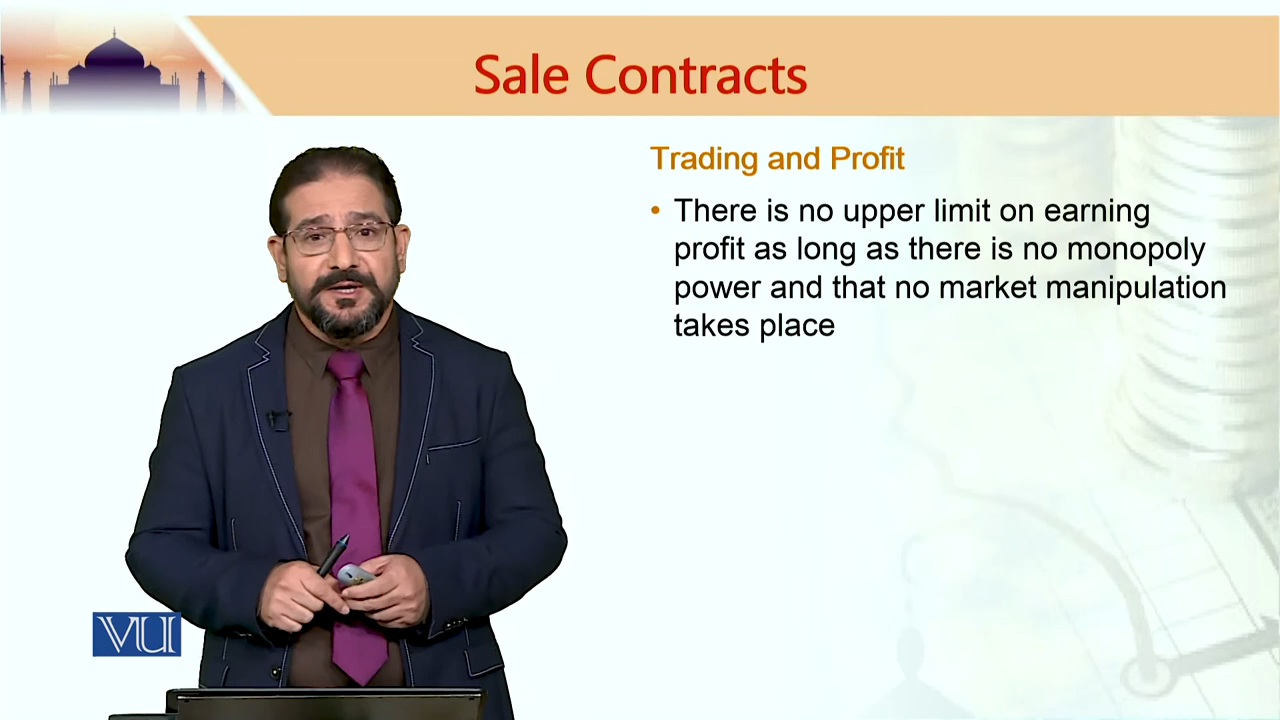 Sale Contracts
Trading and Profit
• There is no upper limit on earning
profit as long as there is no monopoly
power and that no market manipulation
takes place
VU